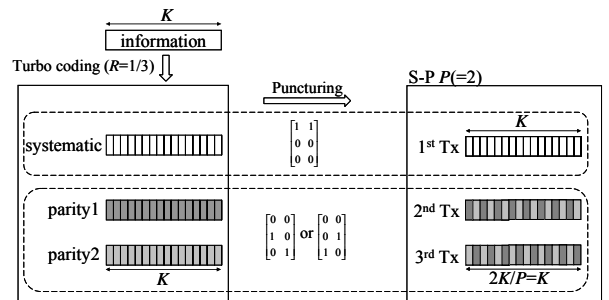 K
information
Turbo coding (R=1/3)
Puncturing
S-P P(=2)
systematic
1 1
0 0
0 0
K
1st Tx
parity1
parity2
K
0 0
1 0
0 1
or
0 0
0 1
1 0
2nd Tx
3rd Tx
2K/P=K